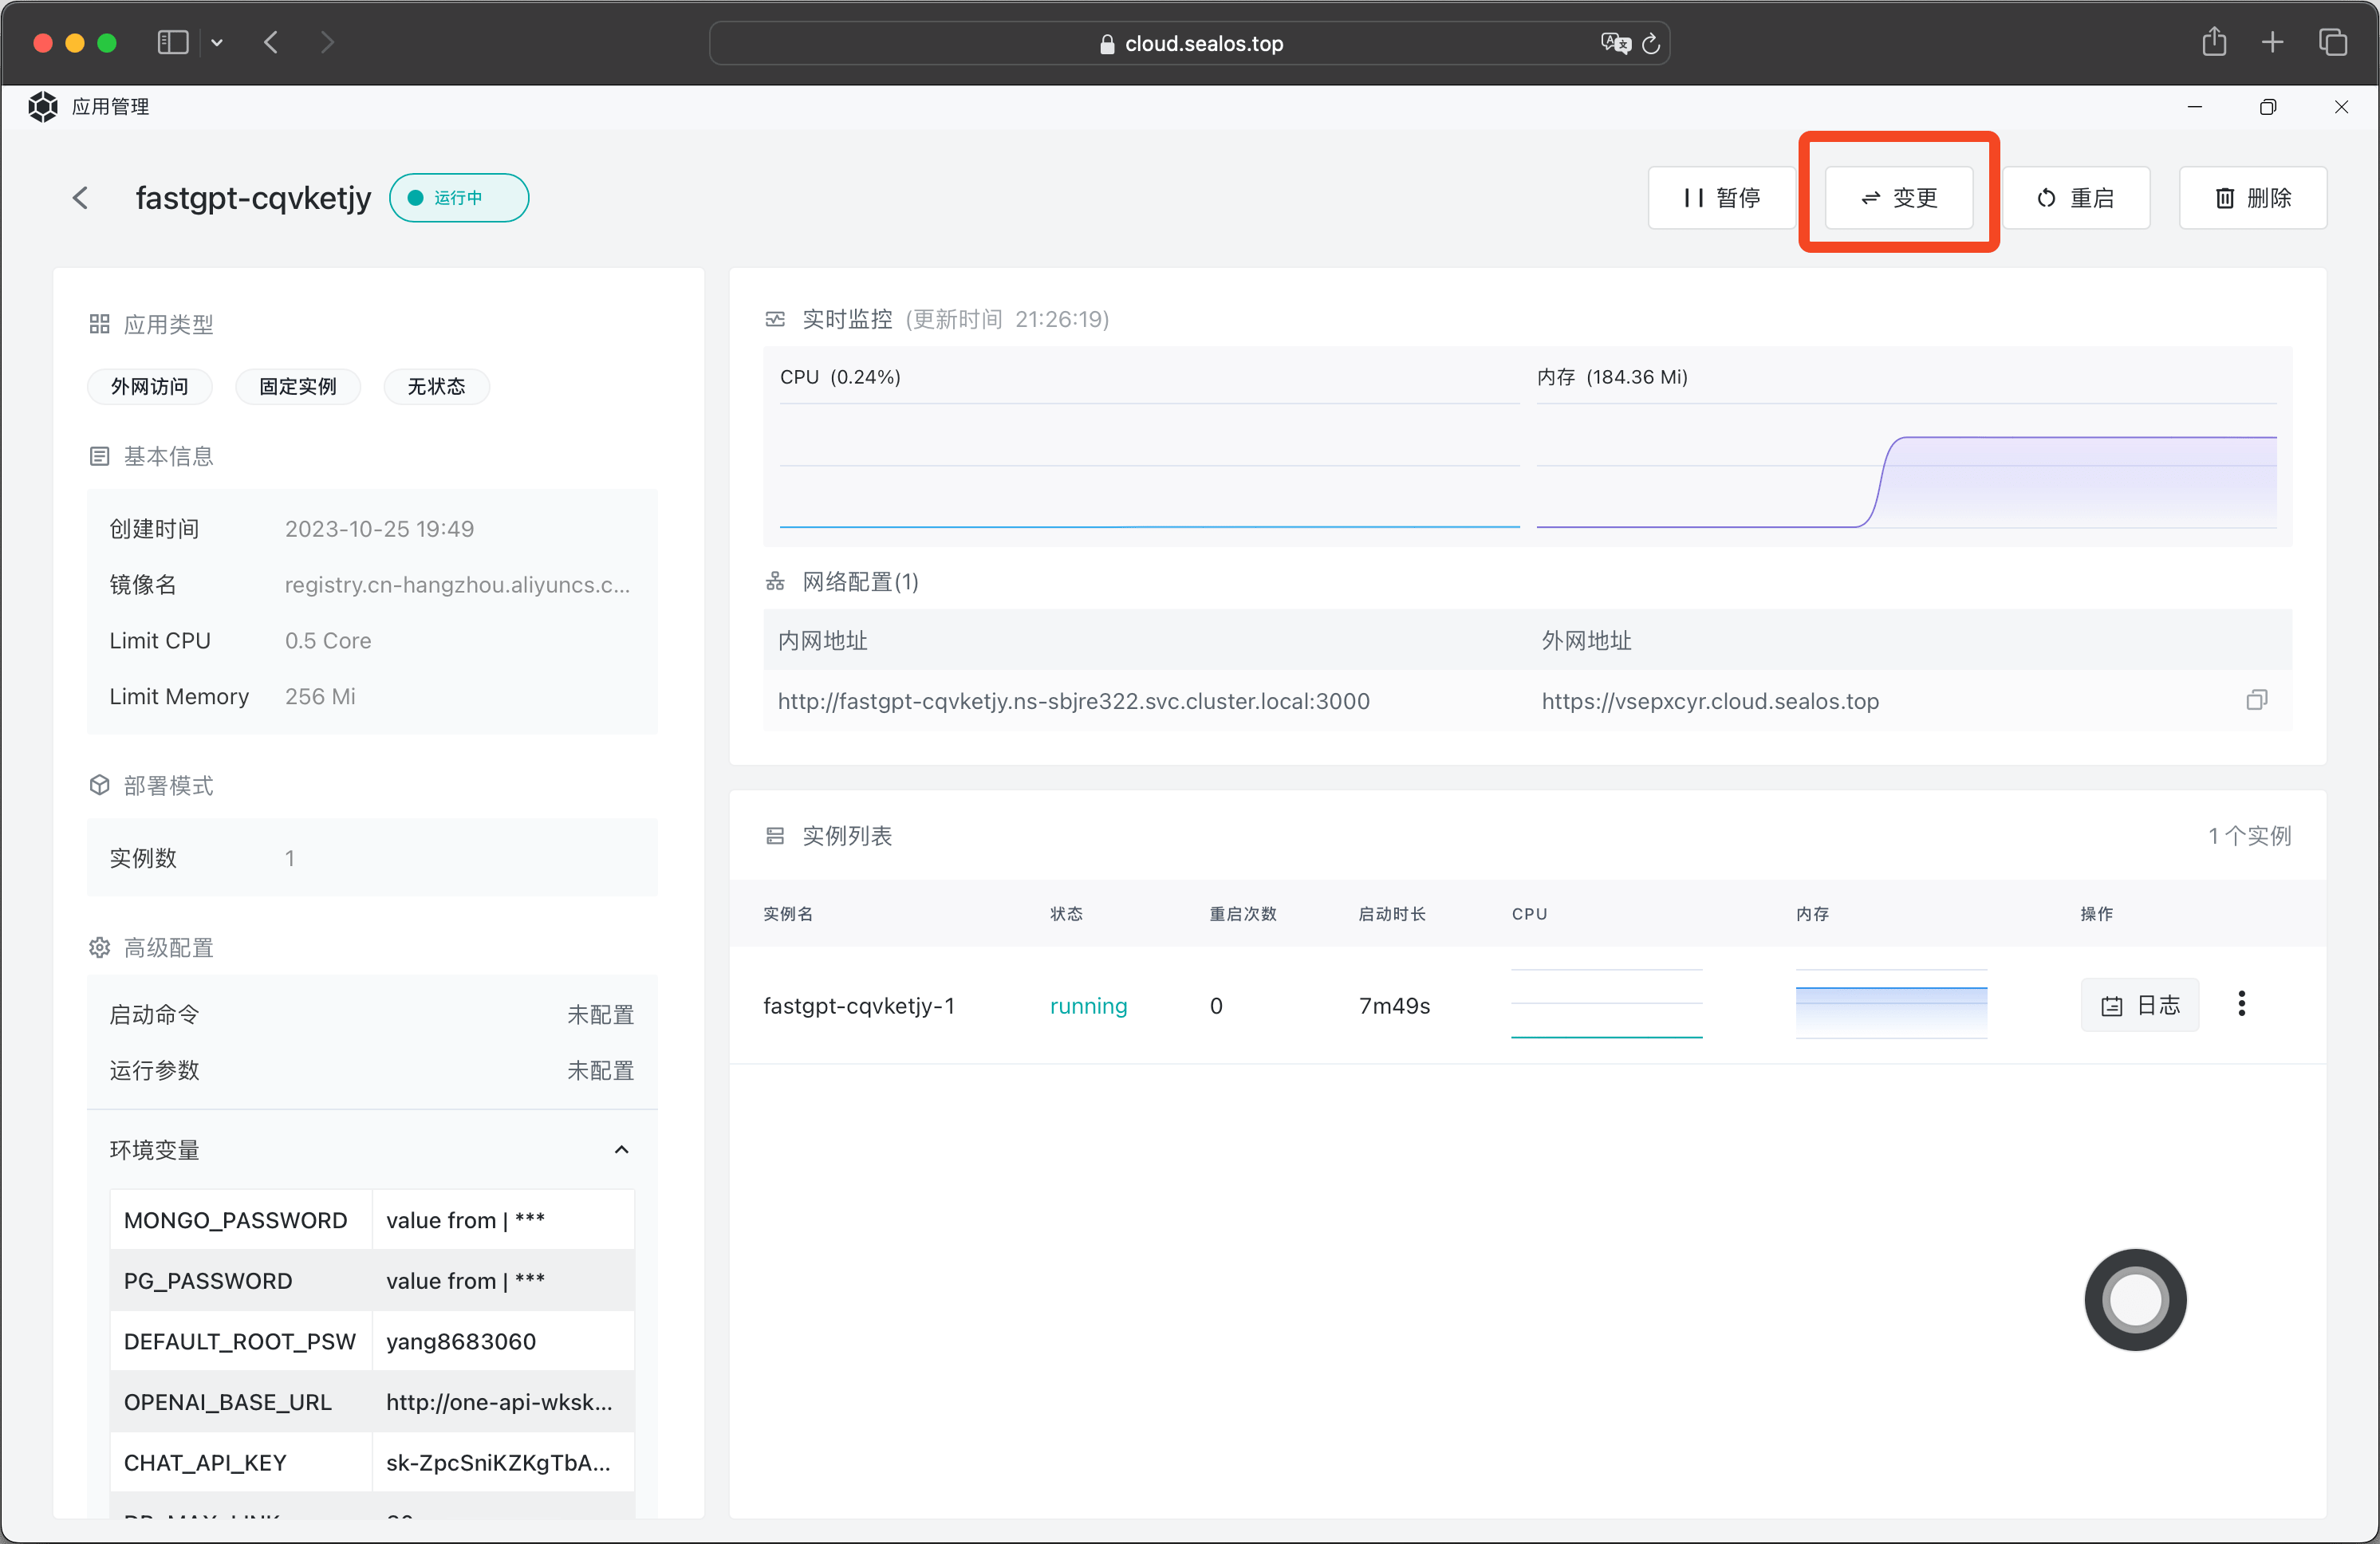 cloud.sealos.top
应用管理
fastgpt-cqvketjy
运行中
暂停
变更
重启
删除
应用类型
外网访问 固定实例 无状态
基本信息
创建时间 2023-10-25 19:49
镜像名 registry.cn-hangzhou.aliyuncs.c...
Limit CPU 0.5 Core
Limit Memory 256 Mi
部署模式
实例数 1
高级配置
启动命令 未配置
运行参数 未配置
环境变量
MONGO_PASSWORD value from | ***
PG_PASSWORD value from | ***
DEFAULT_ROOT_PSW yang8683060
OPENAI_BASE_URL http://one-api-wksk...
CHAT_API_KEY sk-ZpcSniKZKgTbA...
实时监控 (更新时间 21:26:19)
CPU (0.24%)
内存 (184.36 Mi)
网络配置(1)
内网地址 外网地址
http://fastgpt-cqvketjy.ns-sbjre322.svc.cluster.local:3000 https://vsepxcyr.cloud.sealos.top
实例列表 1 个实例
实例名 状态 重启次数 启动时长 CPU 内存 操作
fastgpt-cqvketjy-1 running 0 7m49s 日志